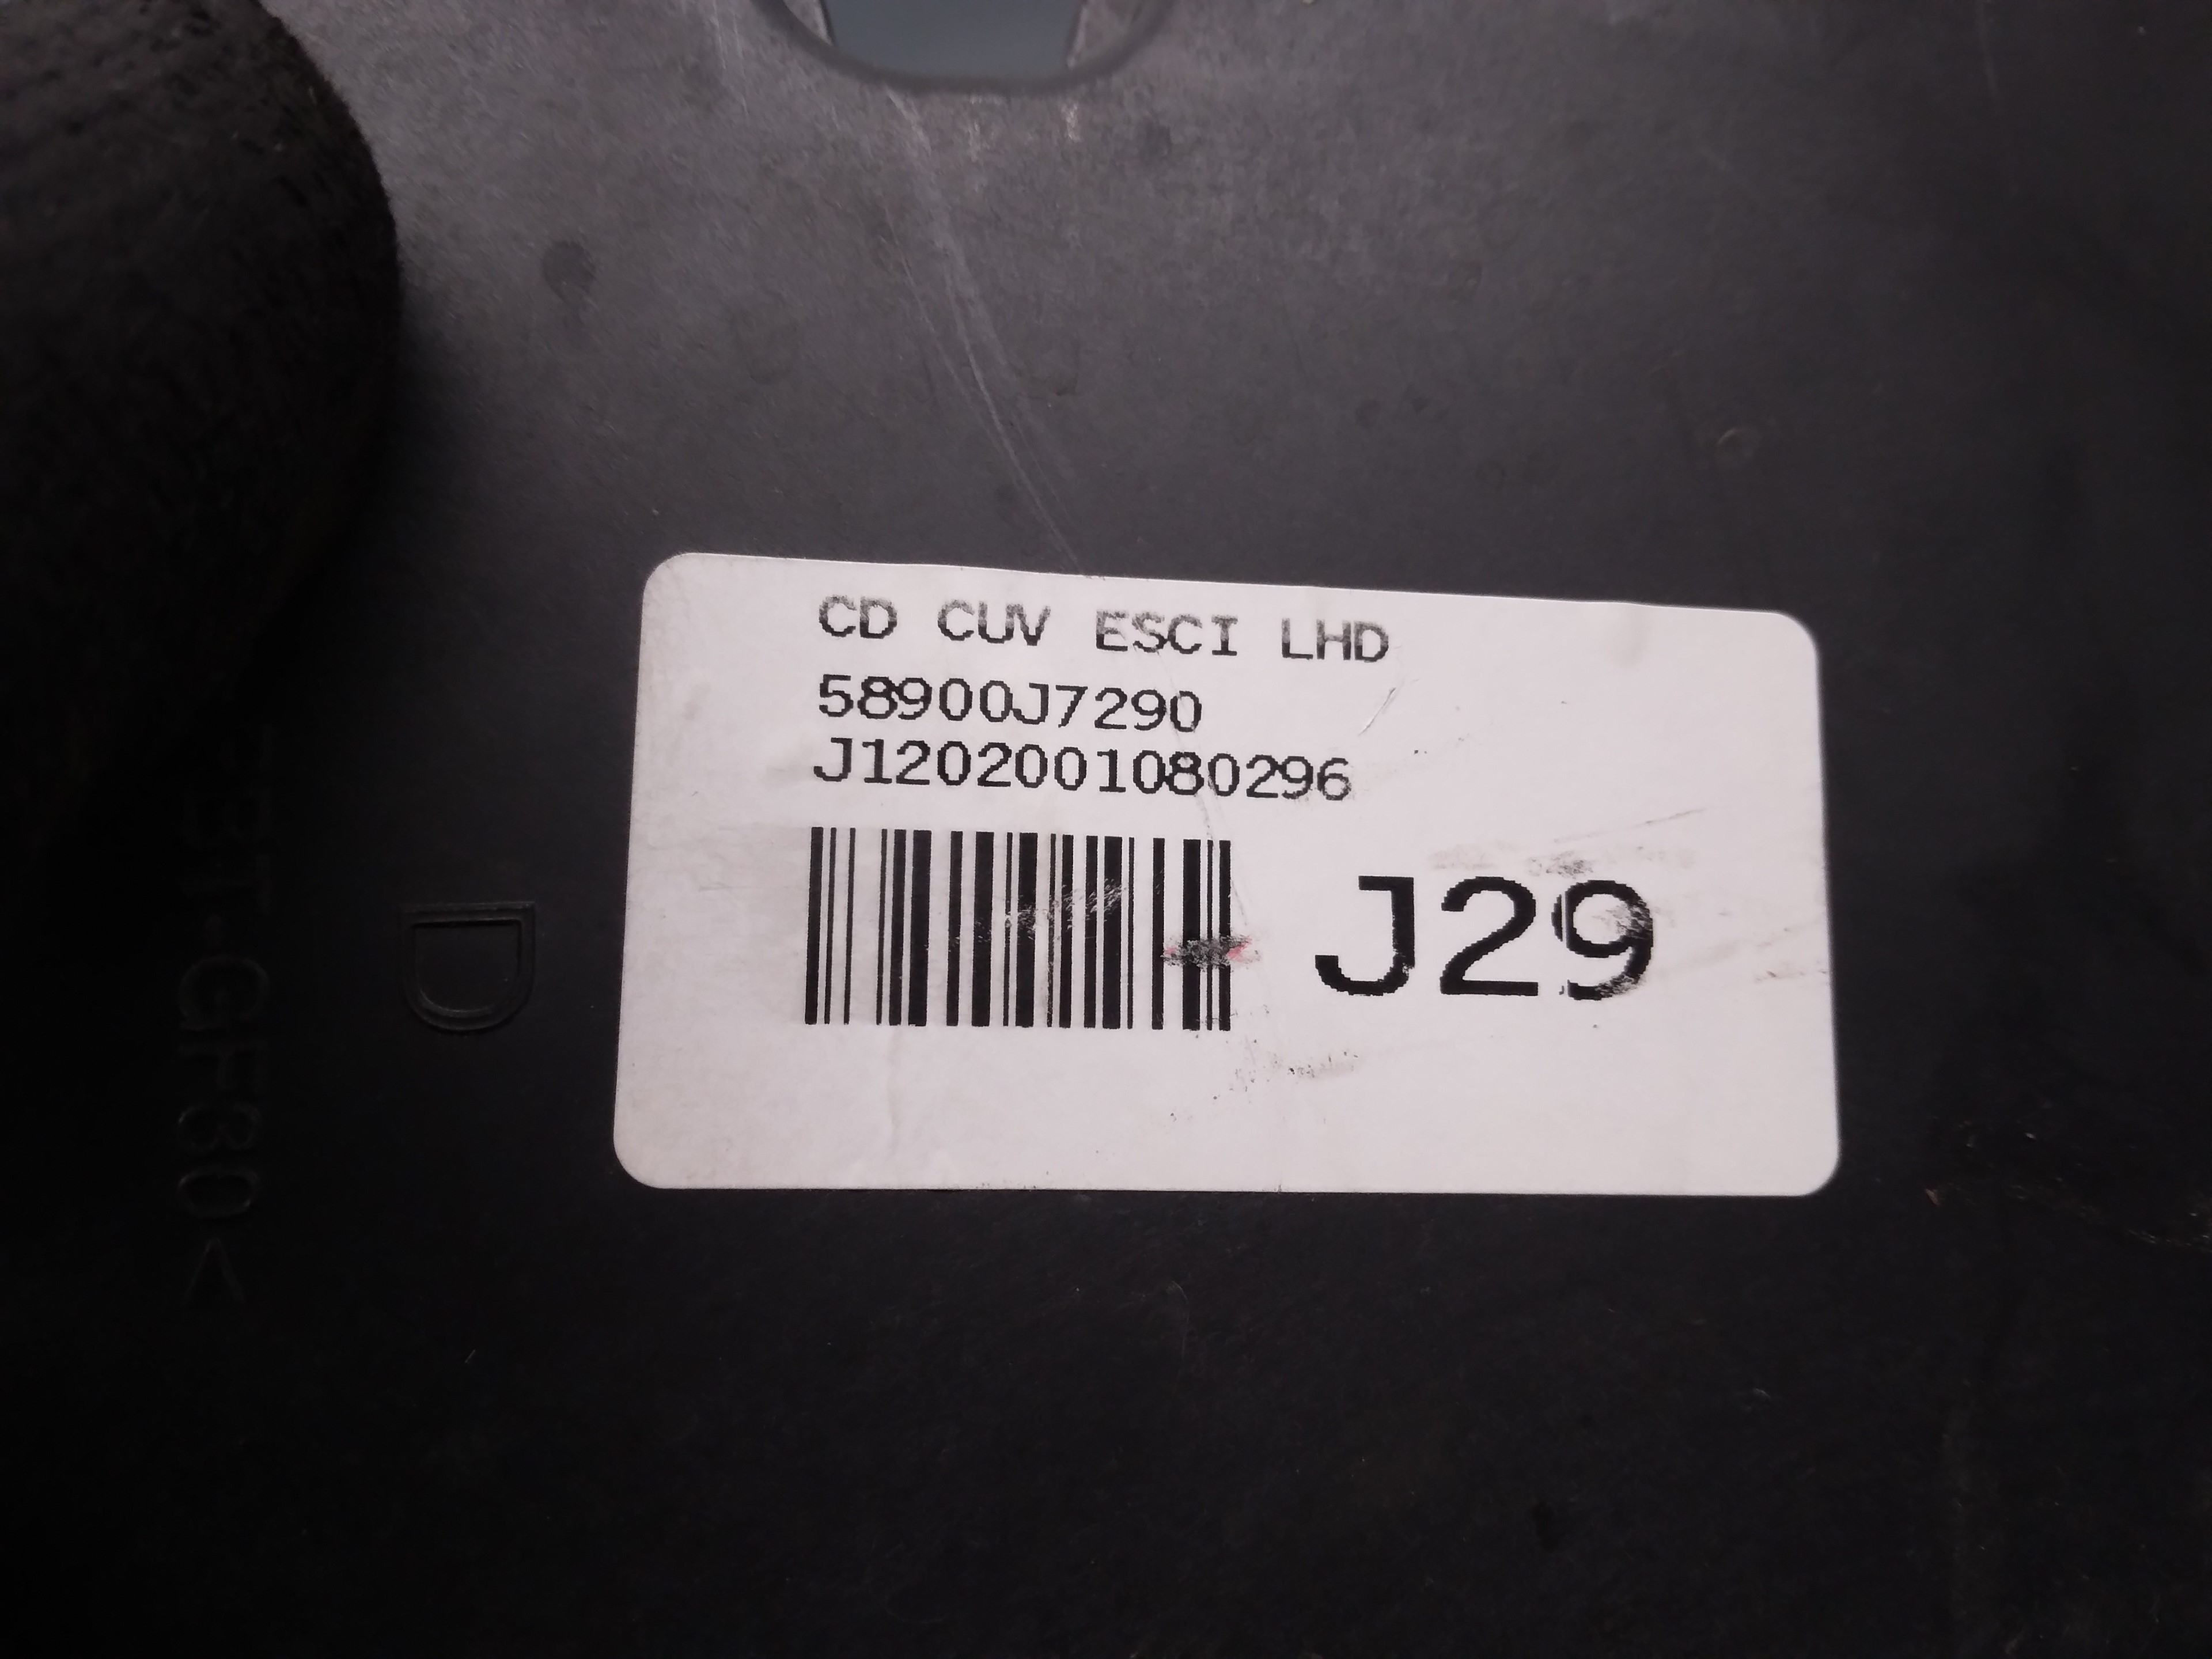 CD CUV ESCI LHD
58900J7290
J1202001080296
J29
D